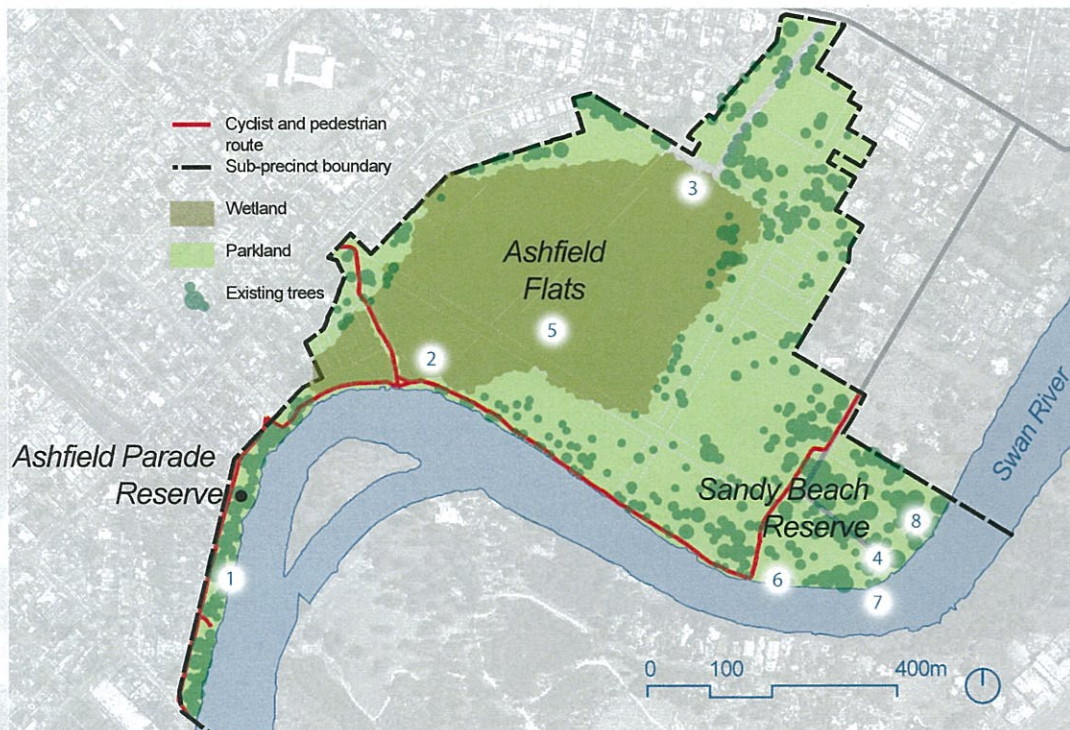 Cyclist and pedestrian
route
Sub-precinct boundary
Wetland
Parkland
Existing trees
3
Ashfield
Flats
5
2
Swan River
Ashfield Parade
Reserve
Sandy Beach
Reserve
8
4
1
6
7
0 100 400m